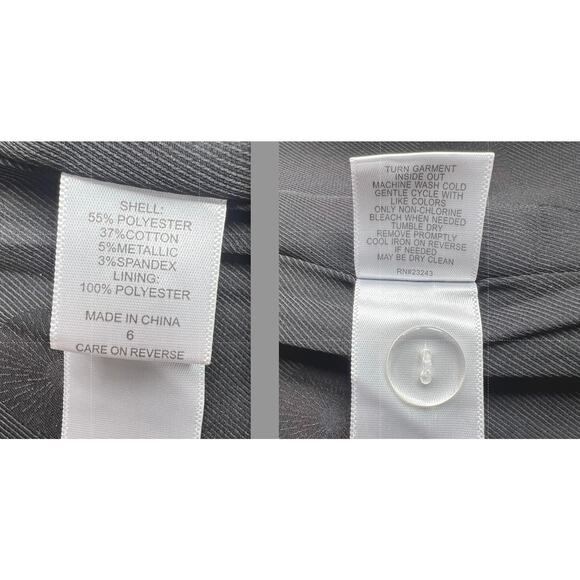 SHELL:
55% POLYESTER
37%COTTON
5%METALLIC
3%SPANDEX
LINING:
100% POLYESTER
MADE IN CHINA
6
CARE ON REVERSE
TURN GARMENT
INSIDE OUT
MACHINE WASH COLD
GENTLE CYCLE WITH
LIKE COLORS
ONLY NON-CHLORINE
BLEACH WHEN NEEDED
TUMBLE DRY
REMOVE PROMPTLY
COOL IRON ON REVERSE
IF NEEDED
MAY BE DRY CLEAN
RN#23243